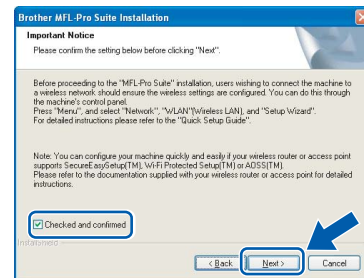 Brother MFL-Pro Suite Installation
Important Notice
Please confirm the setting below before clicking "Next".
Before proceeding to the "MFL-Pro Suite" installation, users wishing to connect the machine to
a wireless network should ensure the wireless settings are configured. You can do this through
the machine's control panel.
Press "Menu", and select "Network", "WLAN"(Wireless LAN), and "Setup Wizard".
For detailed instructions please refer to the "Quick Setup Guide".
Note: You can configure your machine quickly and easily if your wireless router or access point
supports SecureEasySetup(TM), Wi-Fi Protected Setup(TM) or AOSS(TM).
Please refer to the documentation supplied with your wireless router or access point for detailed
instructions.
Checked and confirmed
InstallShield
< Back
Next >
Cancel